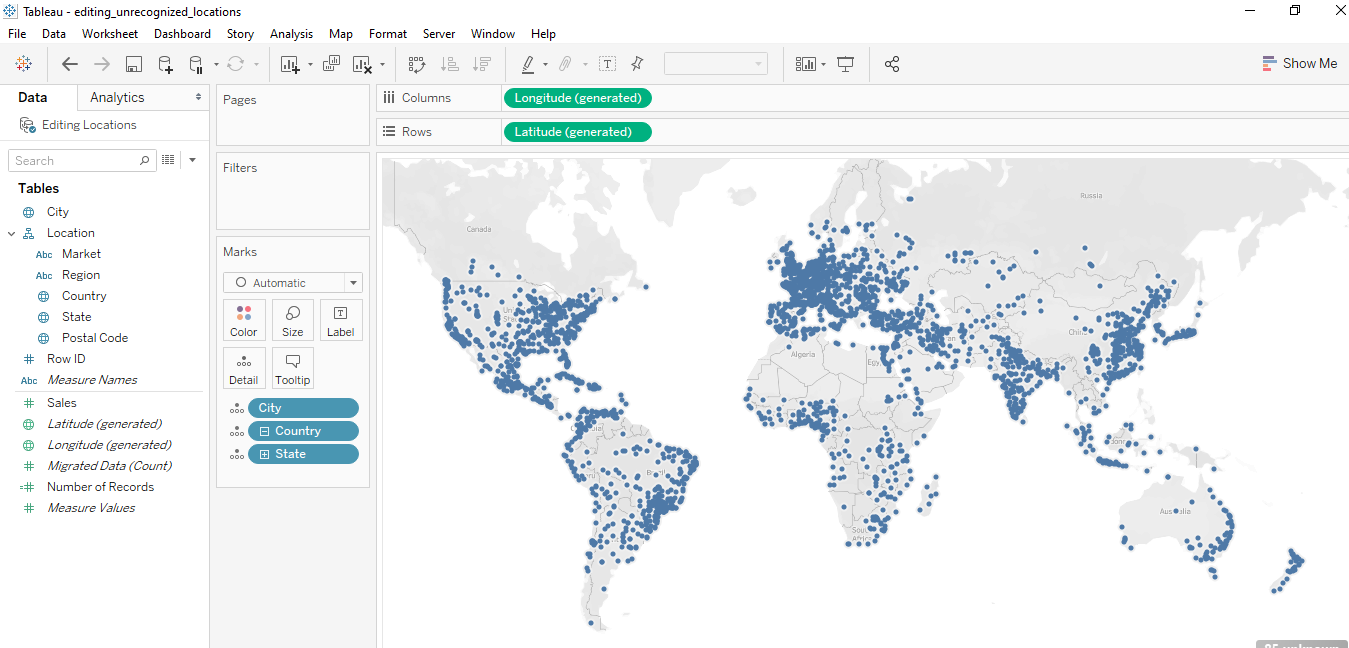 Tableau - editing_unrecognized_locations
File Data Worksheet Dashboard Story Analysis Map Format Server Window Help
Show Me
Data Analytics
Editing Locations
Search
Tables
City
Location
Abc Market
Abc Region
Country
State
Postal Code
# Row ID
Abc Measure Names
# Sales
Latitude (generated)
Longitude (generated)
# Migrated Data (Count)
=# Number of Records
# Measure Values
Pages
Filters
Marks
Automatic
Color Size Label
Detail Tooltip
City
Country
State
Columns Longitude (generated)
Rows Latitude (generated)
Canada
Russia
Algeria
Australia